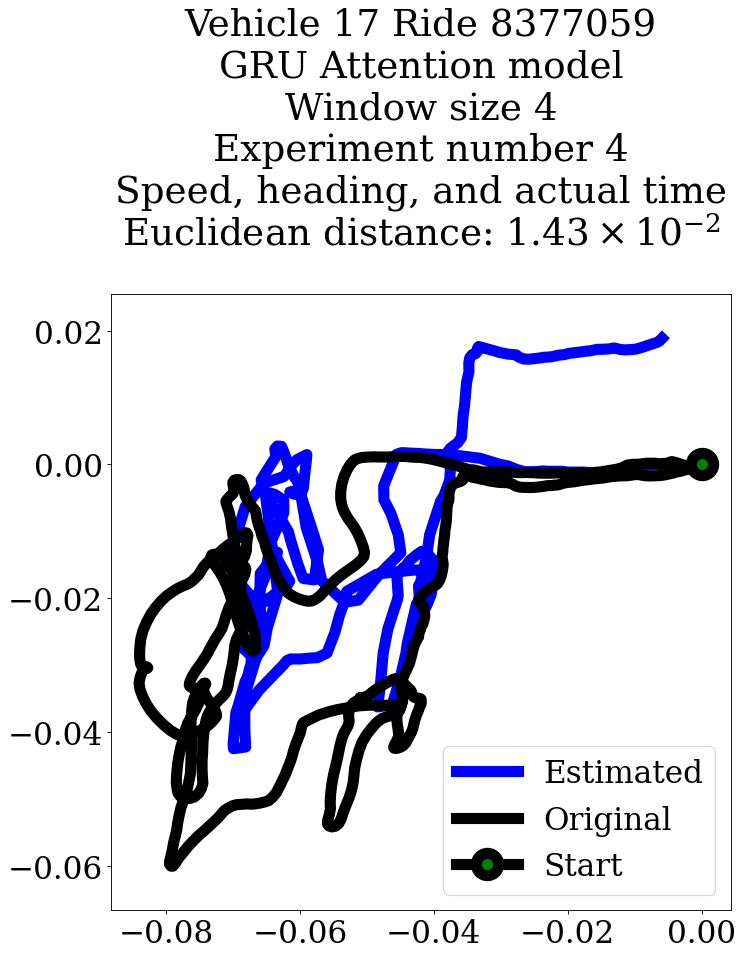 Vehicle 17 Ride 8377059
GRU Attention model
Window size 4
Experiment number 4
Speed, heading, and actual time
Euclidean distance: 1.43 × 10⁻²
0.02
0.00
−0.02
−0.04
−0.06
Estimated
Original
Start
−0.08 −0.06 −0.04 −0.02 0.00